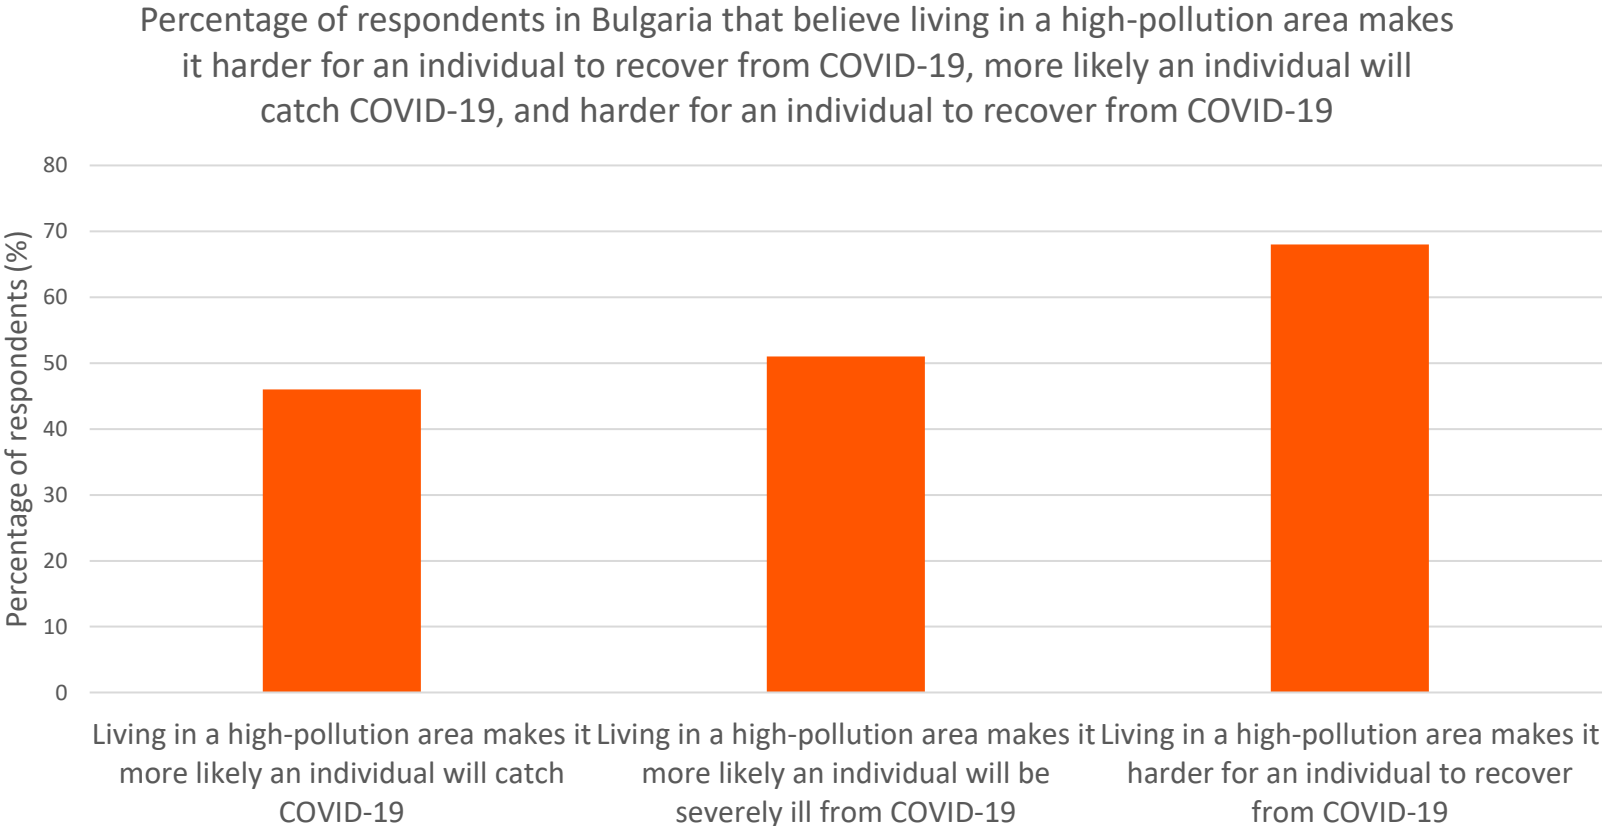 Percentage of respondents in Bulgaria that believe living in a high-pollution area makes
it harder for an individual to recover from COVID-19, more likely an individual will
catch COVID-19, and harder for an individual to recover from COVID-19
Percentage of respondents (%)
80
70
60
50
40
30
20
10
0
Living in a high-pollution area makes it
more likely an individual will catch
COVID-19
Living in a high-pollution area makes it
more likely an individual will be
severely ill from COVID-19
Living in a high-pollution area makes it
harder for an individual to recover
from COVID-19